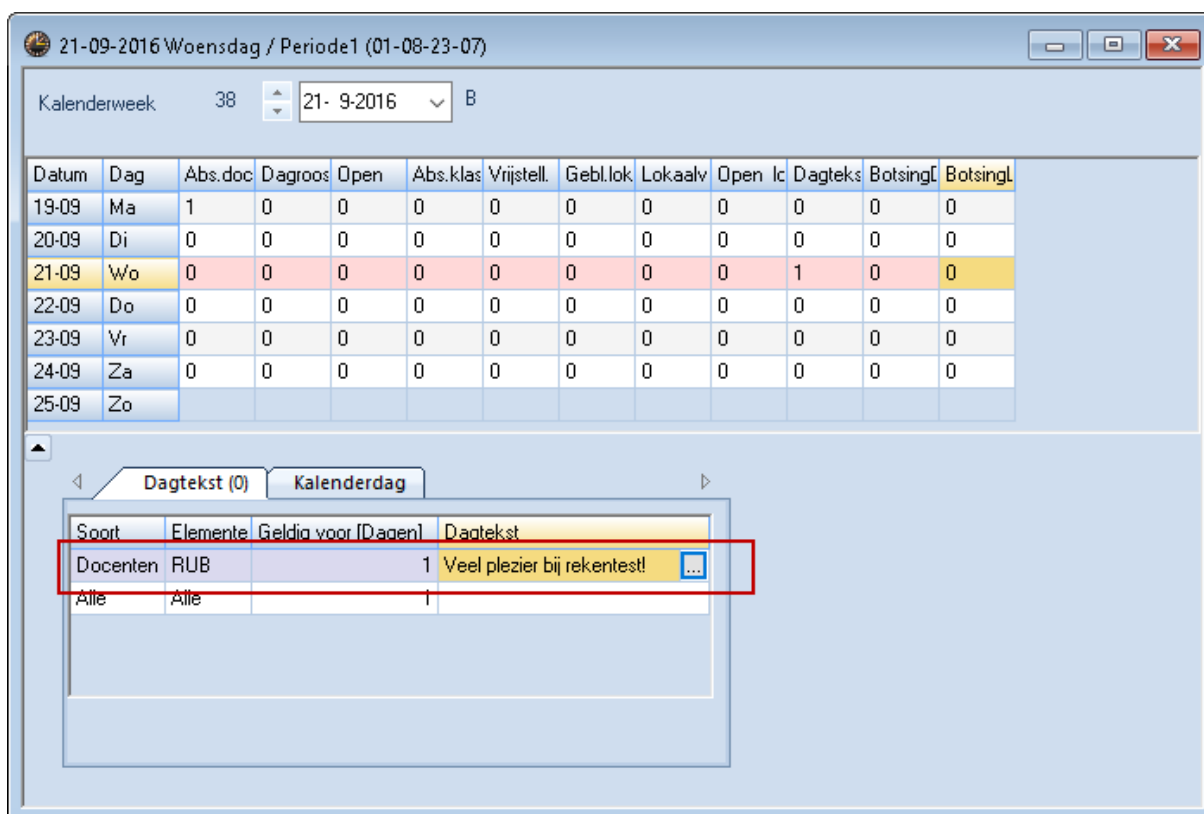 21-09-2016 Woensdag / Periode1 (01-08-23-07)
Kalenderweek 38 21- 9-2016 B
Datum Dag Abs.doc Dagroos Open Abs.klas Vrijstell. Gebl.lok Lokaalv Open lc Dagteks Botsing[ BotsingL
19-09 Ma 1 0 0 0 0 0 0 0 0 0 0
20-09 Di 0 0 0 0 0 0 0 0 0 0 0
21-09 Wo 0 0 0 0 0 0 0 0 1 0 0
22-09 Do 0 0 0 0 0 0 0 0 0 0 0
23-09 Vr 0 0 0 0 0 0 0 0 0 0 0
24-09 Za 0 0 0 0 0 0 0 0 0 0 0
25-09 Zo
Dagtekst (0) Kalenderdag
Soort Elemente Geldig voor [Dagen] Dagtekst
Docenten RUB 1 Veel plezier bij rekentest! ...
Alle Alle 1